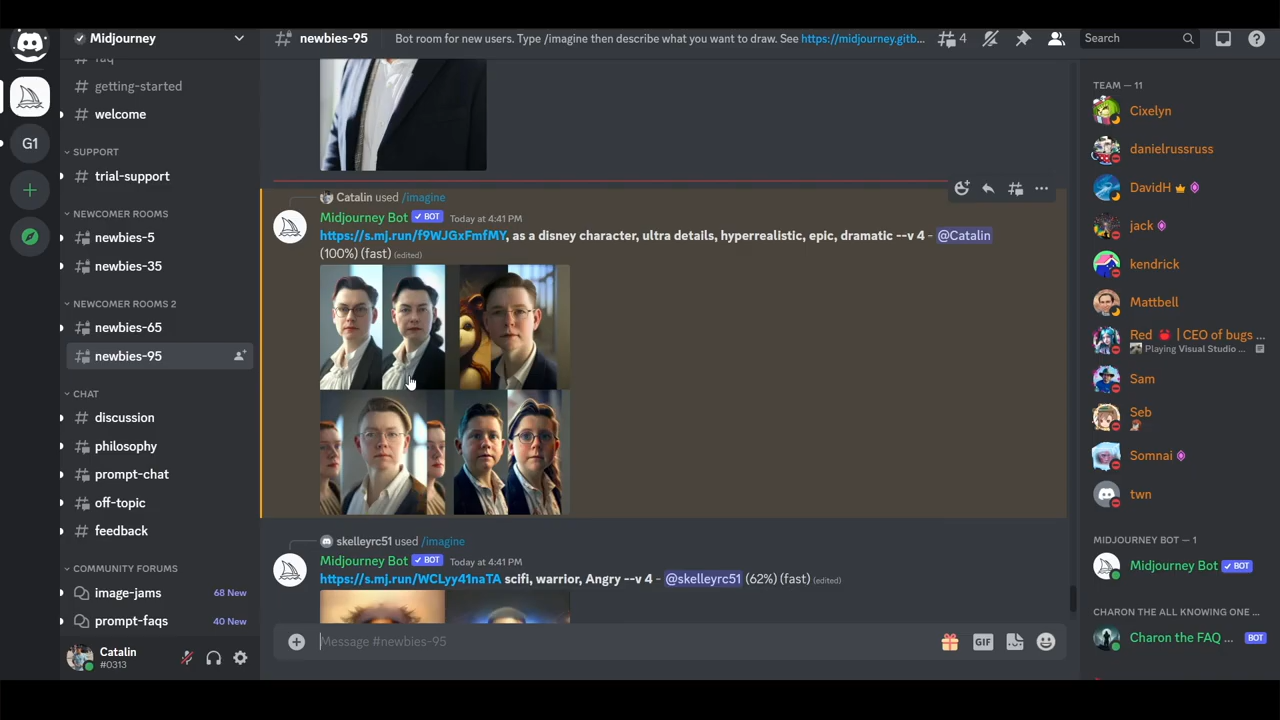 Midjourney
newbies-95
Bot room for new users. Type /imagine then describe what you want to draw. See https://midjourney.gitb...
4
Search
faq
getting-started
welcome
SUPPORT
trial-support
NEWCOMER ROOMS
newbies-5
newbies-35
NEWCOMER ROOMS 2
newbies-65
newbies-95
CHAT
discussion
philosophy
prompt-chat
off-topic
feedback
COMMUNITY FORUMS
image-jams 68 New
prompt-faqs 40 New
Catalin
#0313
G1
Catalin used /imagine
Midjourney Bot BOT Today at 4:41 PM
https://s.mj.run/f9WJGxFmfMY, as a disney character, ultra details, hyperrealistic, epic, dramatic --v 4 - @Catalin
(100%) (fast) (edited)
skelleyrc51 used /imagine
Midjourney Bot BOT Today at 4:41 PM
https://s.mj.run/WCLyy41naTA scifi, warrior, Angry --v 4 - @skelleyrc51 (62%) (fast) (edited)
Message #newbies-95
GIF
TEAM — 11
Cixelyn
danielrussruss
DavidH
jack
kendrick
Mattbell
Red | CEO of bugs ...
Playing Visual Studio ...
Sam
Seb
Somnai
twn
MIDJOURNEY BOT — 1
Midjourney Bot BOT
CHARON THE ALL KNOWING ONE ...
Charon the FAQ ... BOT